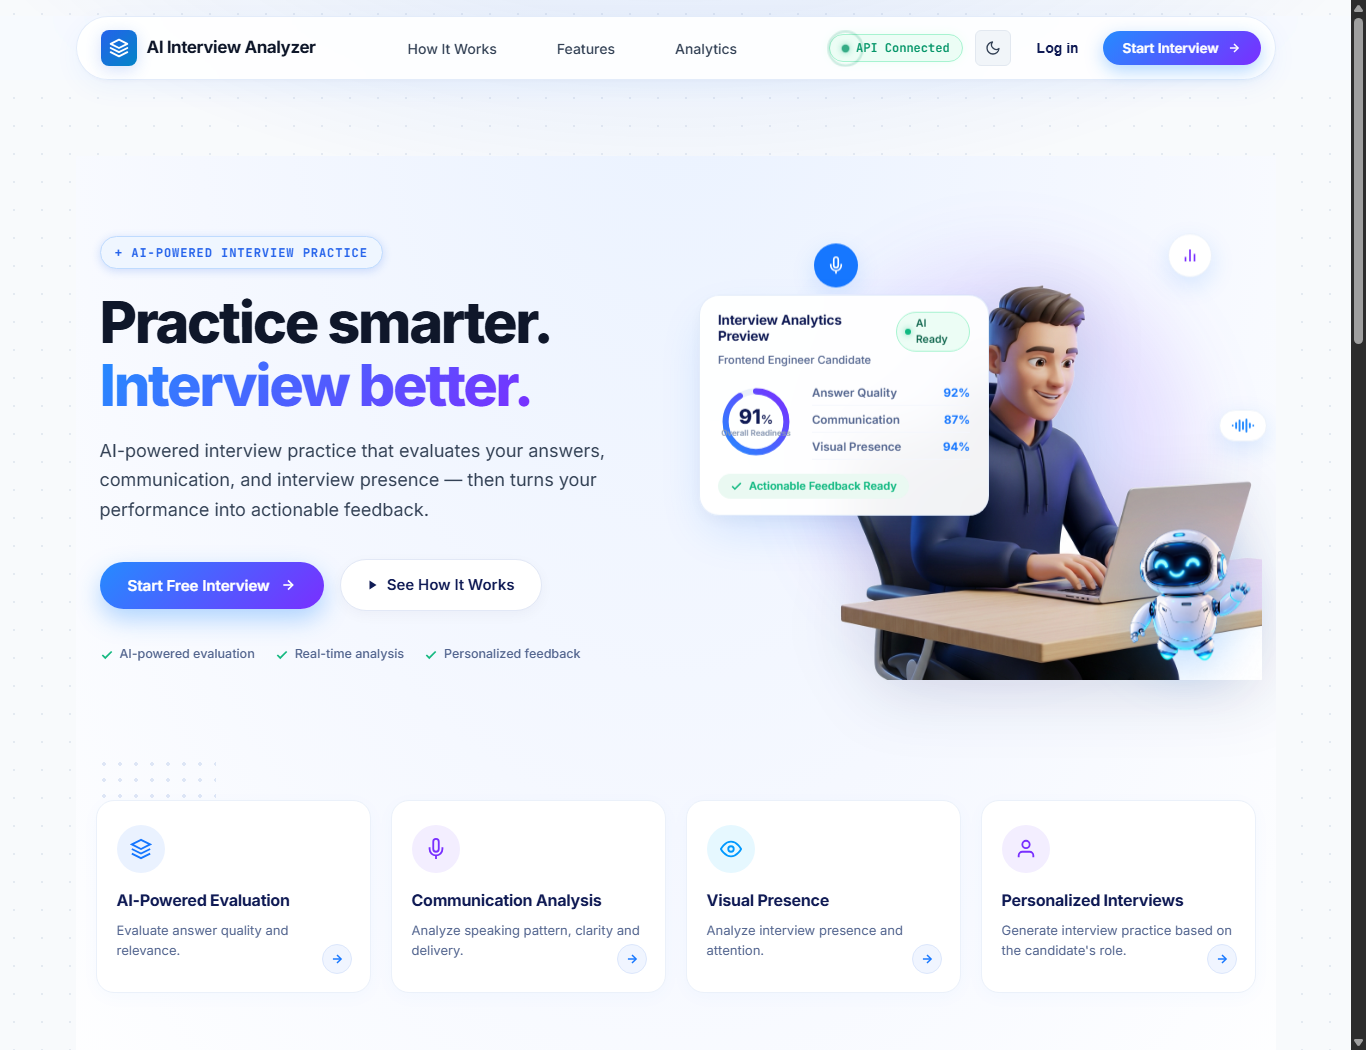 AI Interview Analyzer
How It Works
Features
Analytics
API Connected
Log in
Start Interview
+ AI-POWERED INTERVIEW PRACTICE
Practice smarter.
Interview better.
AI-powered interview practice that evaluates your answers,
communication, and interview presence — then turns your
performance into actionable feedback.
Start Free Interview
See How It Works
AI-powered evaluation
Real-time analysis
Personalized feedback
Interview Analytics
Preview
AI
Ready
Frontend Engineer Candidate
91%
Overall Readiness
Answer Quality 92%
Communication 87%
Visual Presence 94%
Actionable Feedback Ready
AI-Powered Evaluation
Evaluate answer quality and
relevance.
Communication Analysis
Analyze speaking pattern, clarity and
delivery.
Visual Presence
Analyze interview presence and
attention.
Personalized Interviews
Generate interview practice based on
the candidate's role.